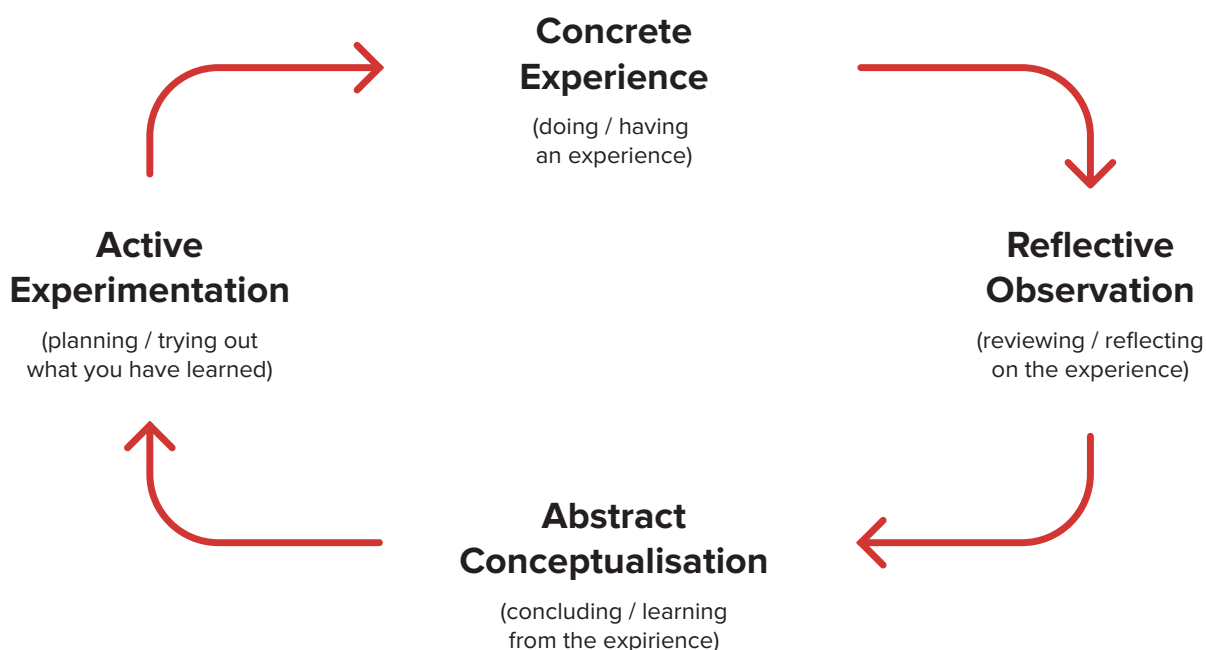 Concrete
Experience
(doing / having
an experience)
Reflective
Observation
(reviewing / reflecting
on the experience)
Abstract
Conceptualisation
(concluding / learning
from the expirience)
Active
Experimentation
(planning / trying out
what you have learned)